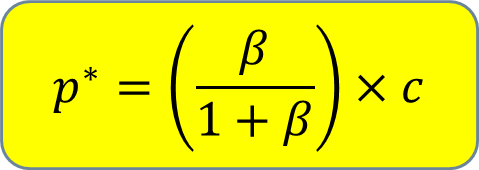 p* = (β / (1 + β)) × c